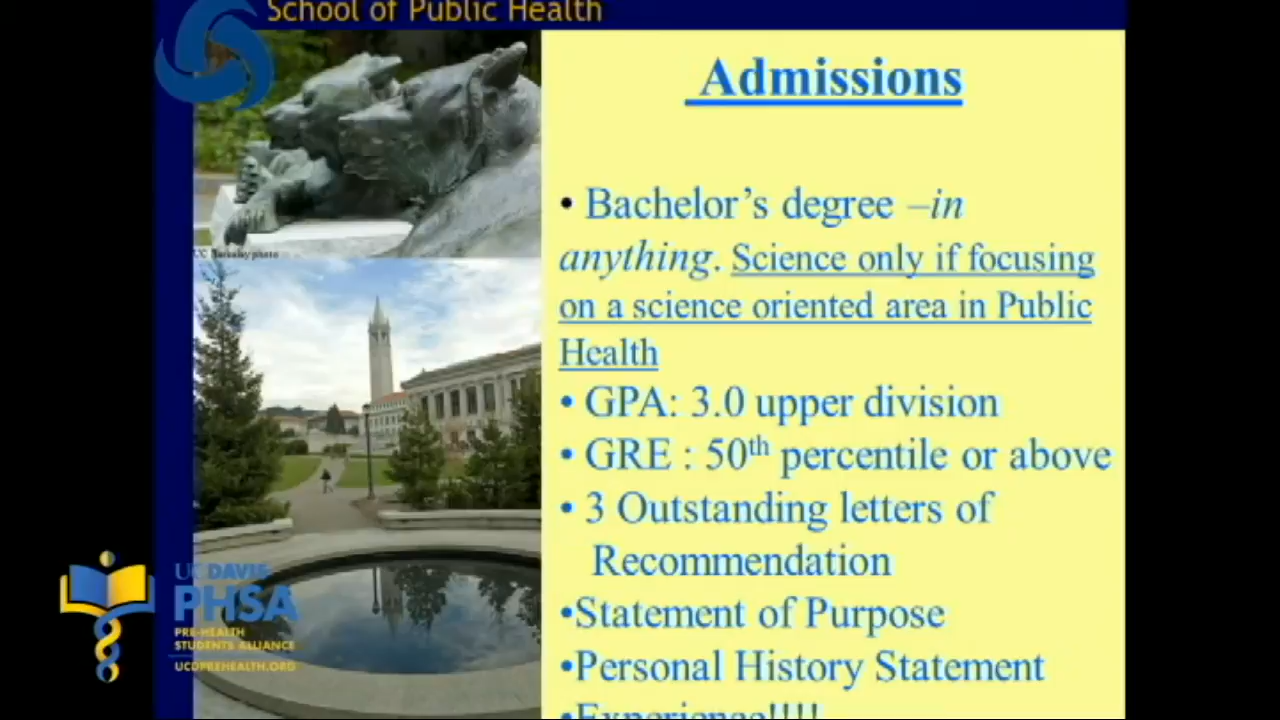 School of Public Health
Admissions
• Bachelor’s degree –in
anything. Science only if focusing
on a science oriented area in Public
Health
• GPA: 3.0 upper division
• GRE : 50th percentile or above
• 3 Outstanding letters of
Recommendation
•Statement of Purpose
•Personal History Statement
•Experience!!!!
UC Berkeley photo
UC DAVIS
PHSA
PRE-HEALTH
STUDENTS ALLIANCE
UCDPREHEALTH.ORG